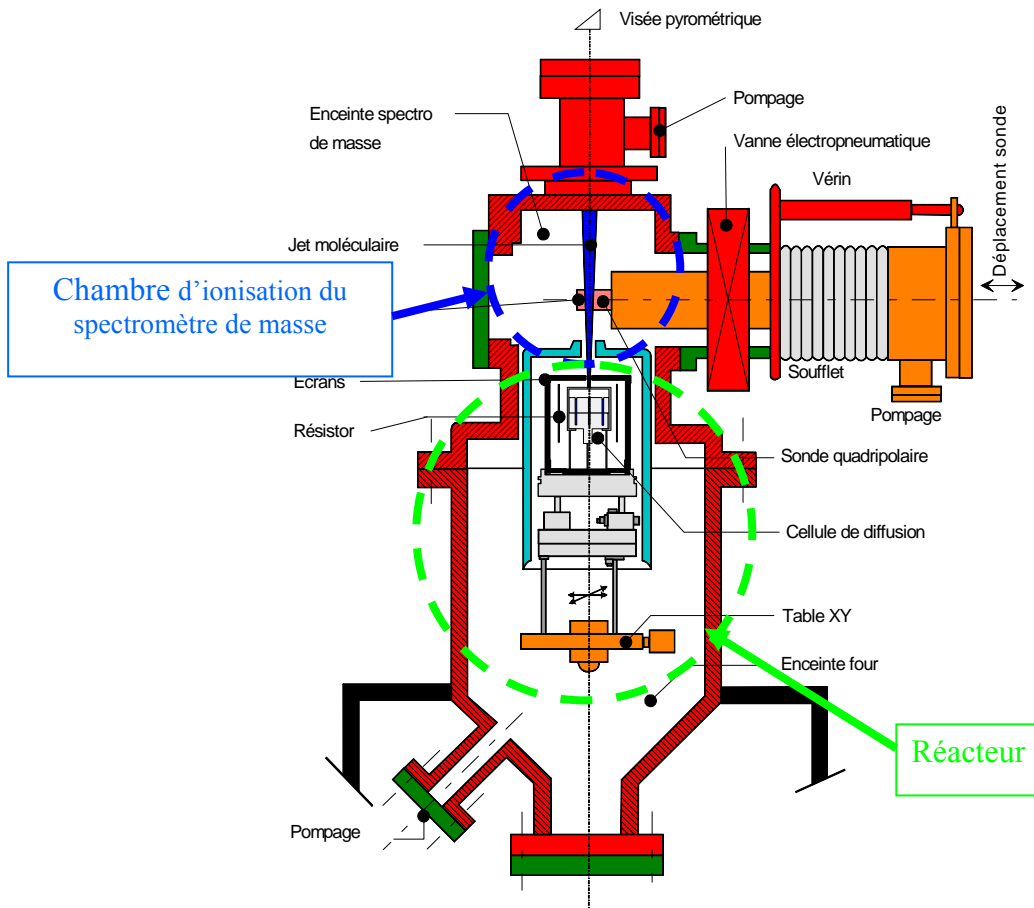 Visée pyrométrique
Enceinte spectro
de masse
Pompage
Vanne électropneumatique
Vérin
Déplacement sonde
Jet moléculaire
Chambre d'ionisation du
spectromètre de masse
Soufflet
Pompage
Ecrans
Résistor
Sonde quadripolaire
Cellule de diffusion
Table XY
Enceinte four
Réacteur
Pompage